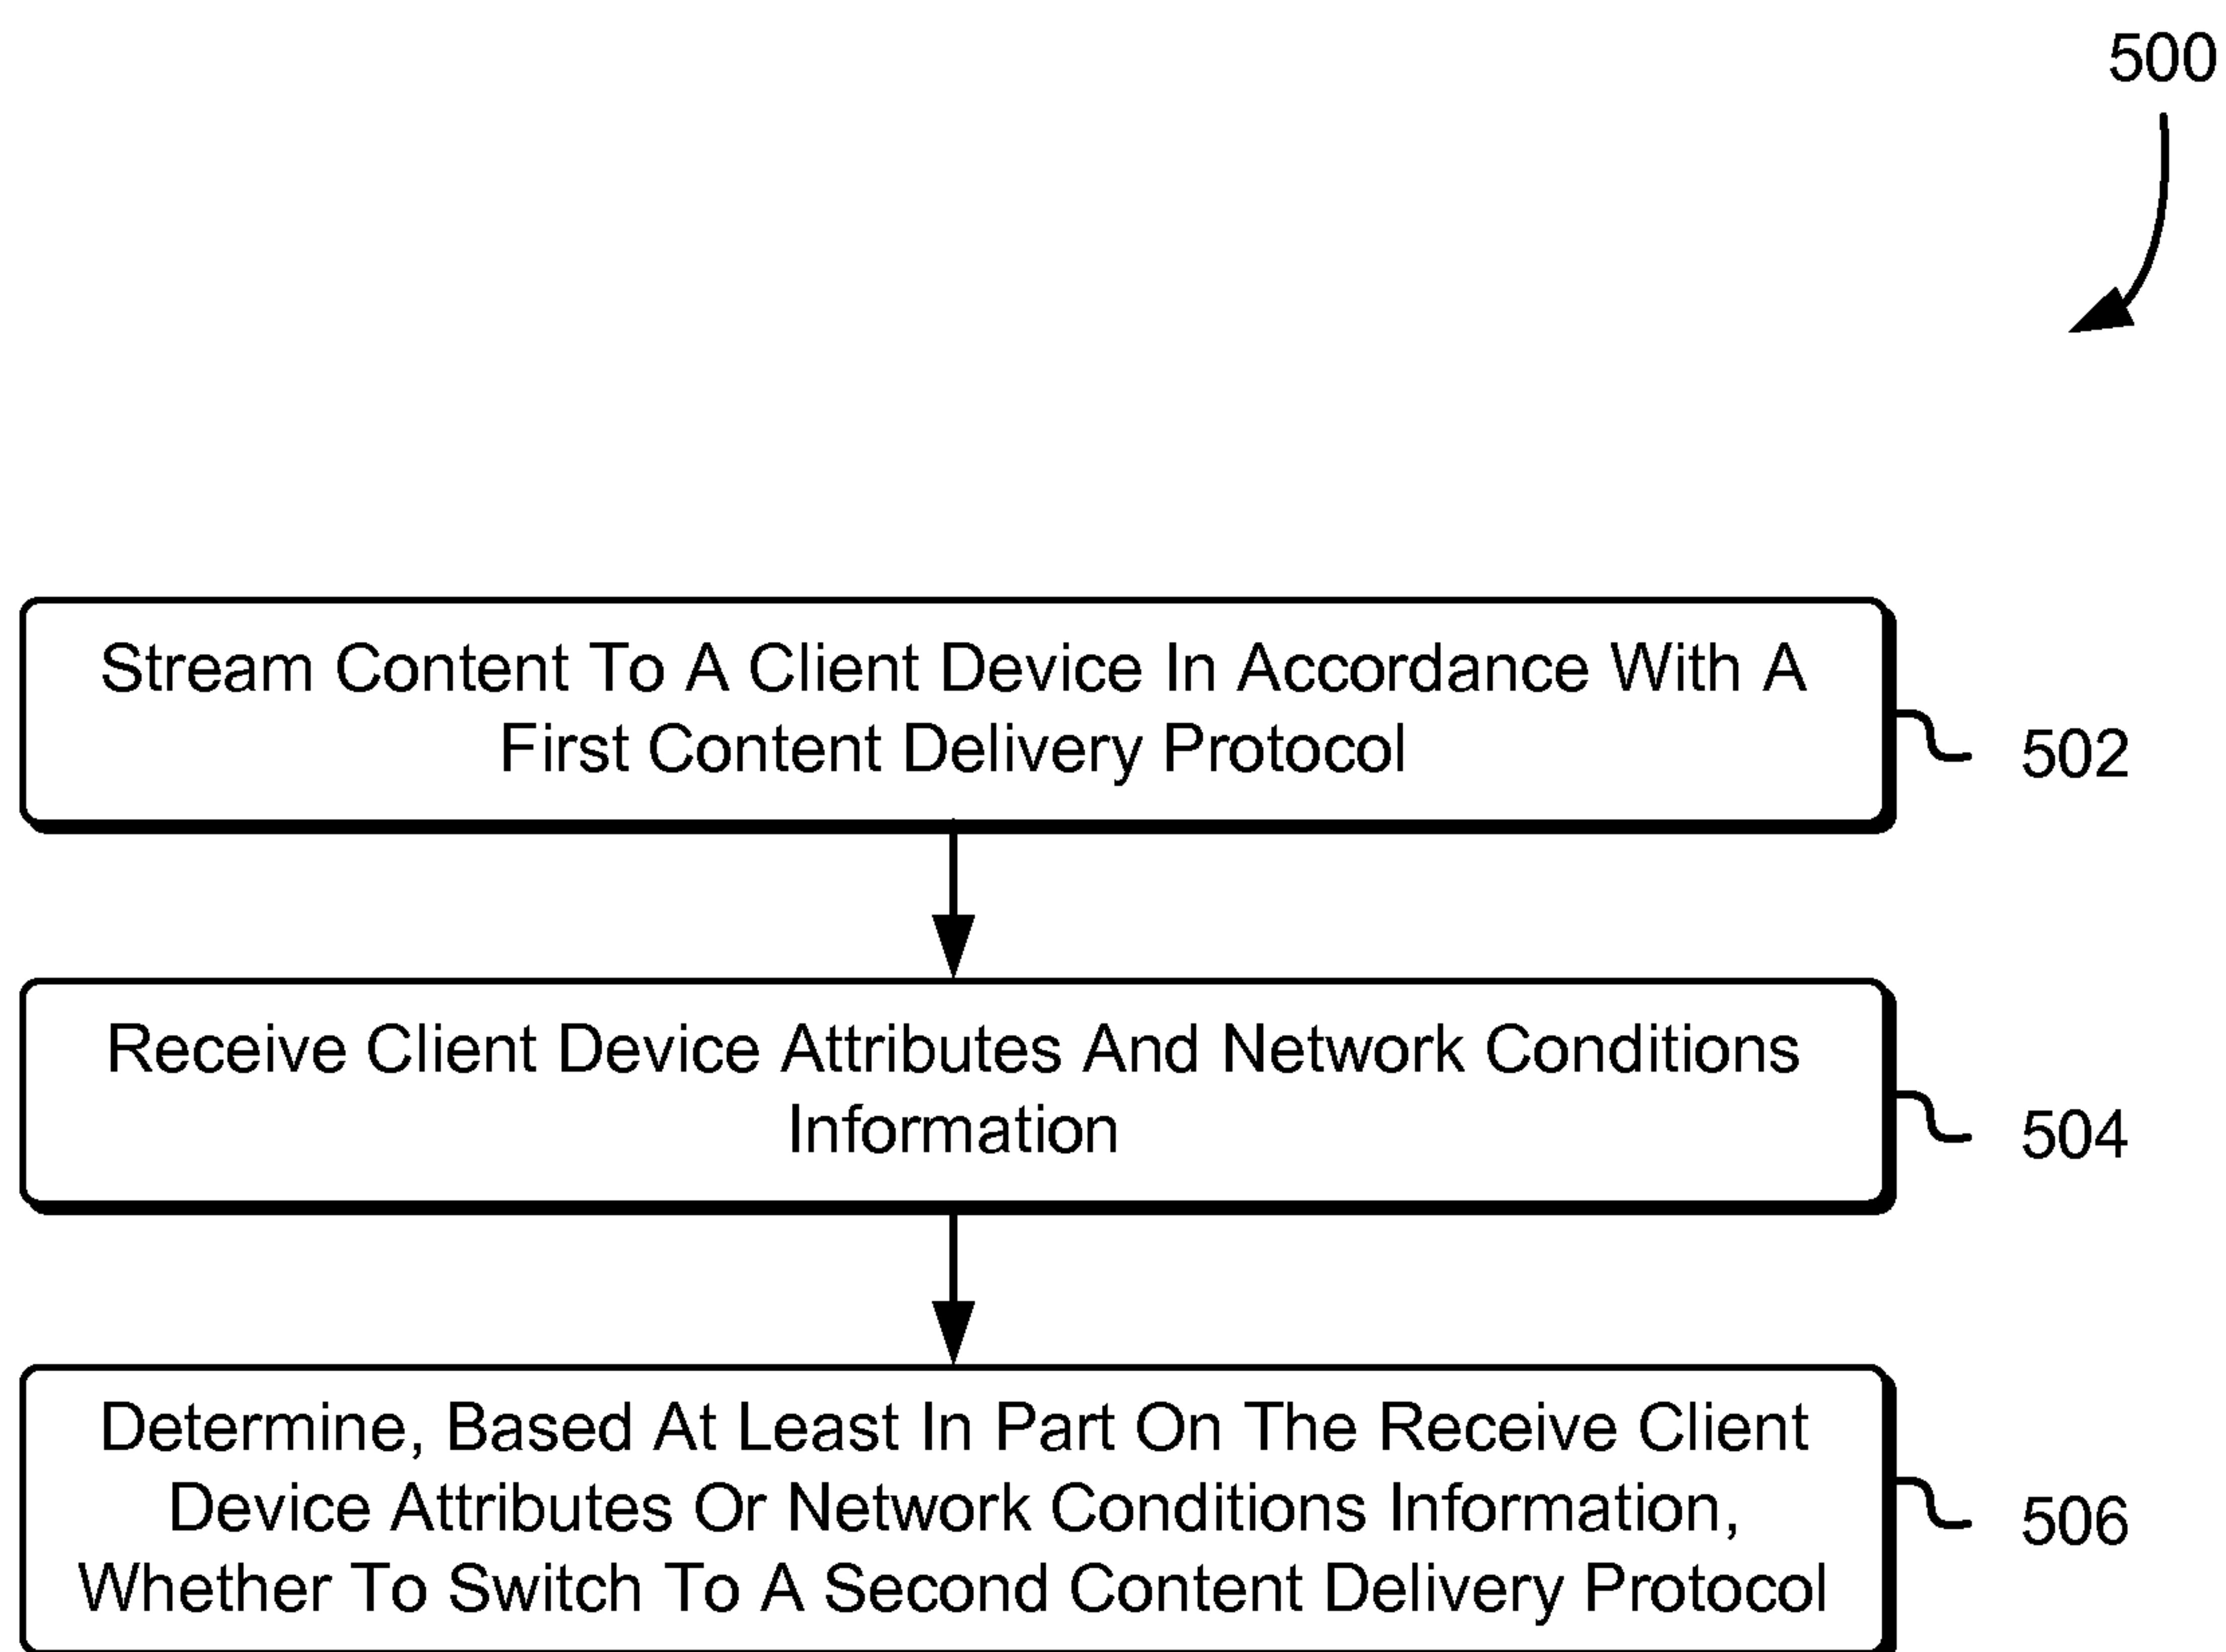 500
Stream Content To A Client Device In Accordance With A
First Content Delivery Protocol
502
Receive Client Device Attributes And Network Conditions
Information
504
Determine, Based At Least In Part On The Receive Client
Device Attributes Or Network Conditions Information,
Whether To Switch To A Second Content Delivery Protocol
506